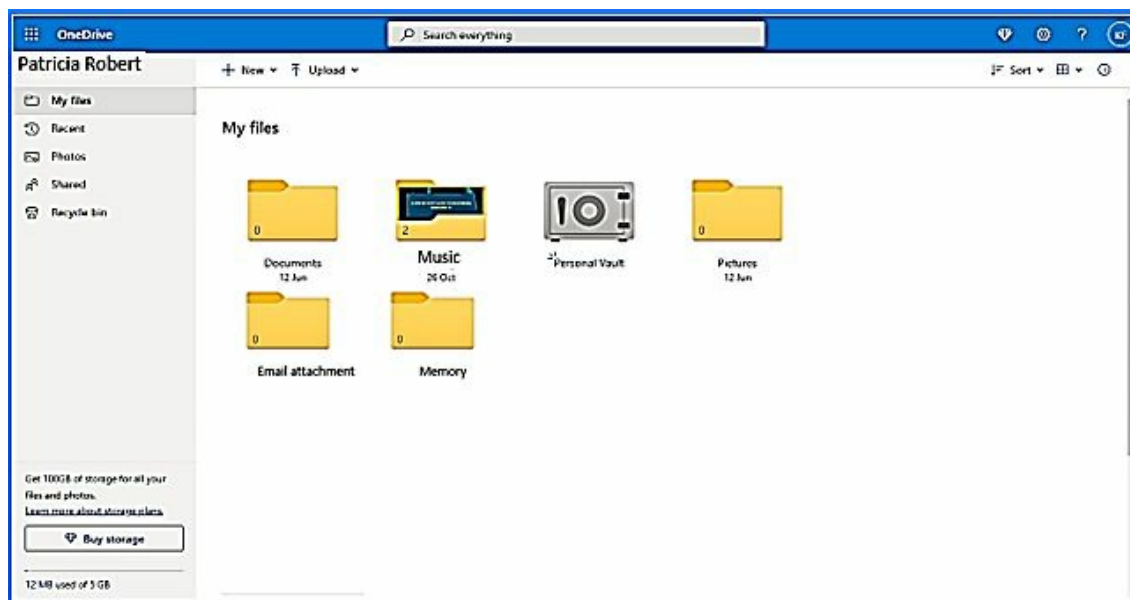 OneDrive
Search everything
?
Patricia Robert
New
Upload
Sort
My files
Recent
Photos
Shared
Recycle bin
My files
0
2
0
Documents
Music
Personal Vault
Pictures
12 Jun
26 Oct
12 Jun
0
0
Email attachment
Memory
Get 100GB of storage for all your
files and photos.
Learn more about storage plans.
Buy storage
12 MB used of 5 GB